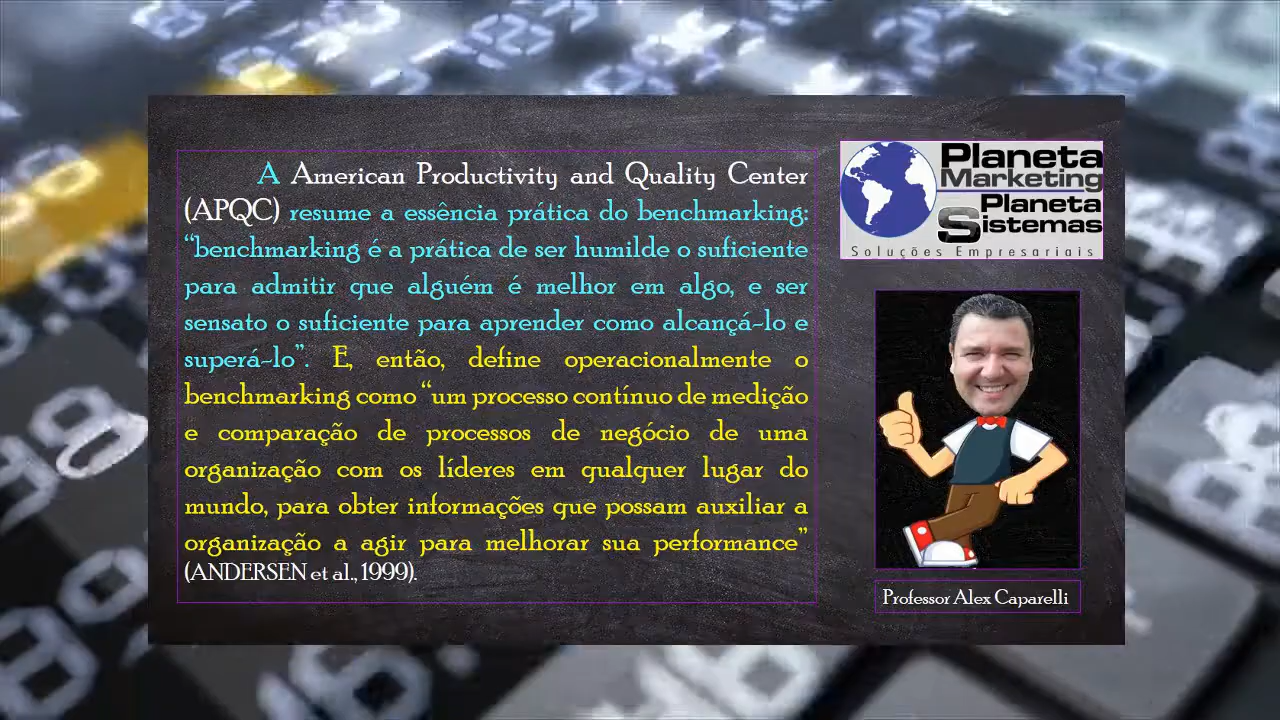 A American Productivity and Quality Center
(APQC) resume a essência prática do benchmarking:
“benchmarking é a prática de ser humilde o suficiente
para admitir que alguém é melhor em algo, e ser
sensato o suficiente para aprender como alcançá-lo e
superá-lo”. E, então, define operacionalmente o
benchmarking como “um processo contínuo de medição
e comparação de processos de negócio de uma
organização com os líderes em qualquer lugar do
mundo, para obter informações que possam auxiliar a
organização a agir para melhorar sua performance”
(ANDERSEN et al., 1999).
Planeta
Marketing
Planeta
Sistemas
Soluções Empresariais
Professor Alex Caparelli